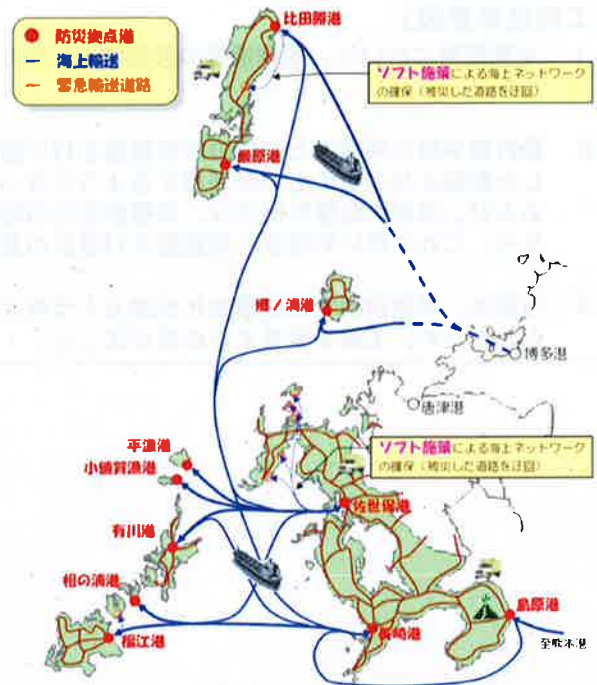 防災拠点港
海上輸送
緊急輸送道路
比田勝港
ソフト施策による海上ネットワーク
の確保（被災した道路を迂回）
厳原港
郷ノ浦港
博多港
唐津港
平漁港
小値賀漁港
ソフト施策による海上ネットワーク
の確保（被災した道路を迂回）
佐世保港
有川港
相の浦港
福江港
長崎港
島原港
至熊本港